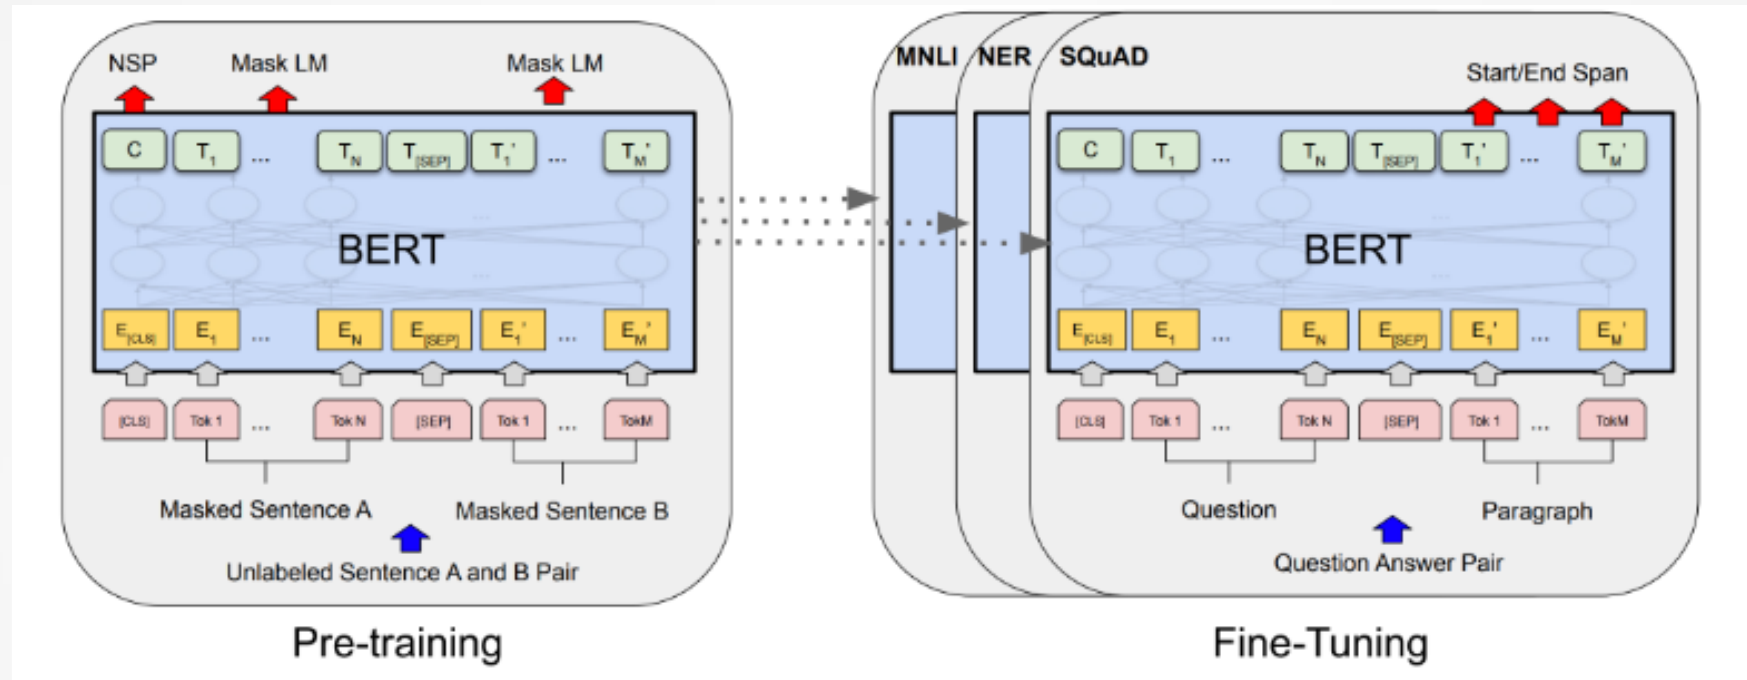 NSP Mask LM Mask LM
C T1 ... TN T[SEP] T1' ... TM'
...
BERT
...
E[CLS] E1 ... EN E[SEP] E1' ... EM'
[CLS] Tok 1 ... Tok N [SEP] Tok 1 ... TokM
Masked Sentence A Masked Sentence B
Unlabeled Sentence A and B Pair
Pre-training
MNLI NER SQuAD
Start/End Span
C T1 ... TN T[SEP] T1' ... TM'
...
BERT
...
E[CLS] E1 ... EN E[SEP] E1' ... EM'
[CLS] Tok 1 ... Tok N [SEP] Tok 1 ... TokM
Question Paragraph
Question Answer Pair
Fine-Tuning